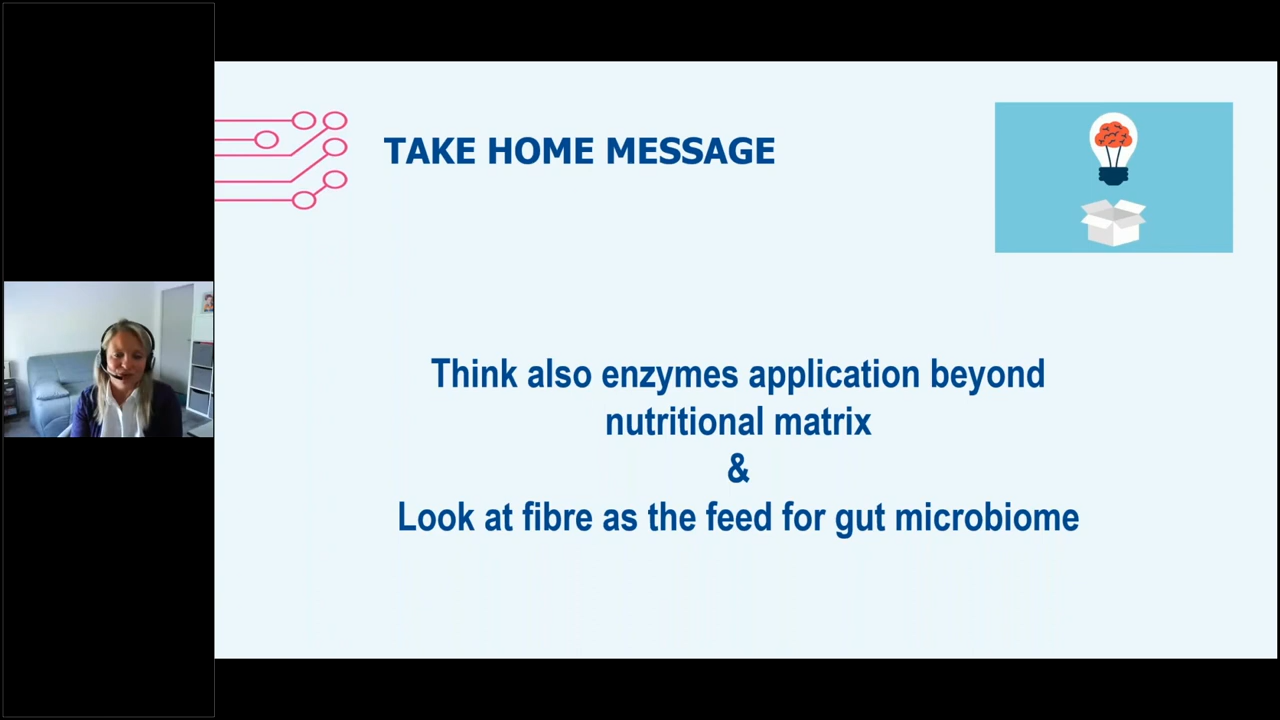 TAKE HOME MESSAGE
Think also enzymes application beyond
nutritional matrix
&
Look at fibre as the feed for gut microbiome